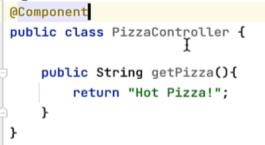 @Component
public class PizzaController {
public String getPizza(){
return "Hot Pizza!";
}
}